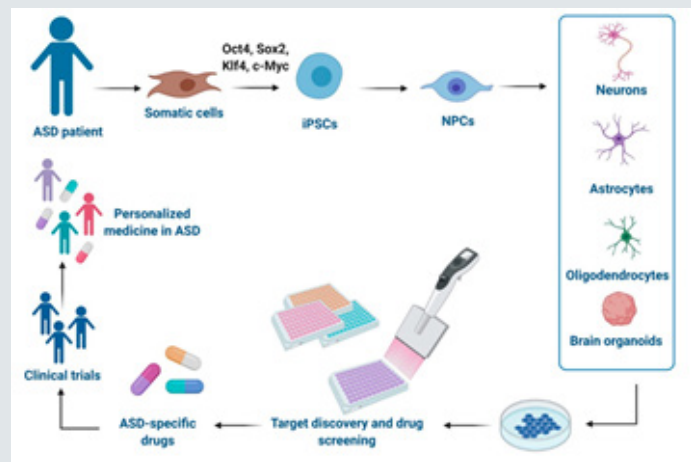 Oct4, Sox2,
Klf4, c-Myc
ASD patient
Somatic cells
iPSCs
NPCs
Neurons
Astrocytes
Oligodendrocytes
Brain organoids
Personalized
medicine in ASD
Clinical trials
ASD-specific
drugs
Target discovery and drug
screening